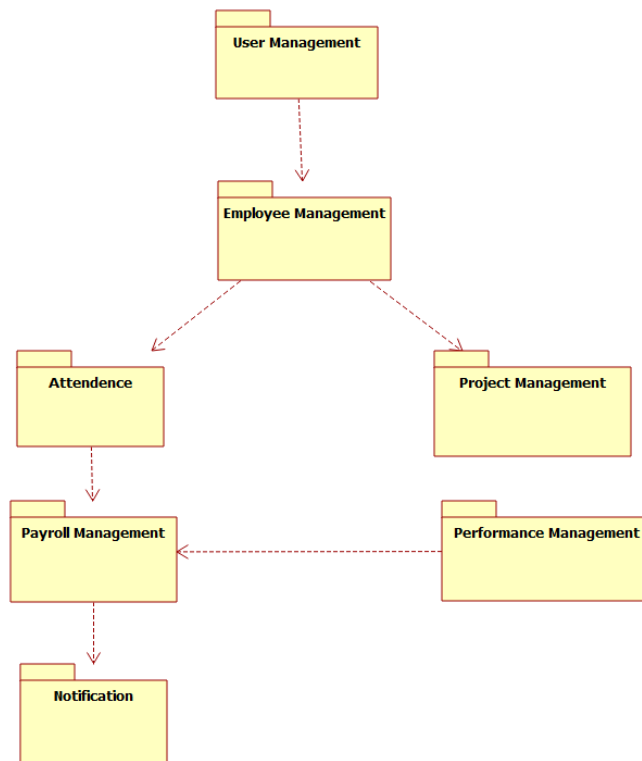 User Management
Employee Management
Attendence
Project Management
Payroll Management
Performance Management
Notification